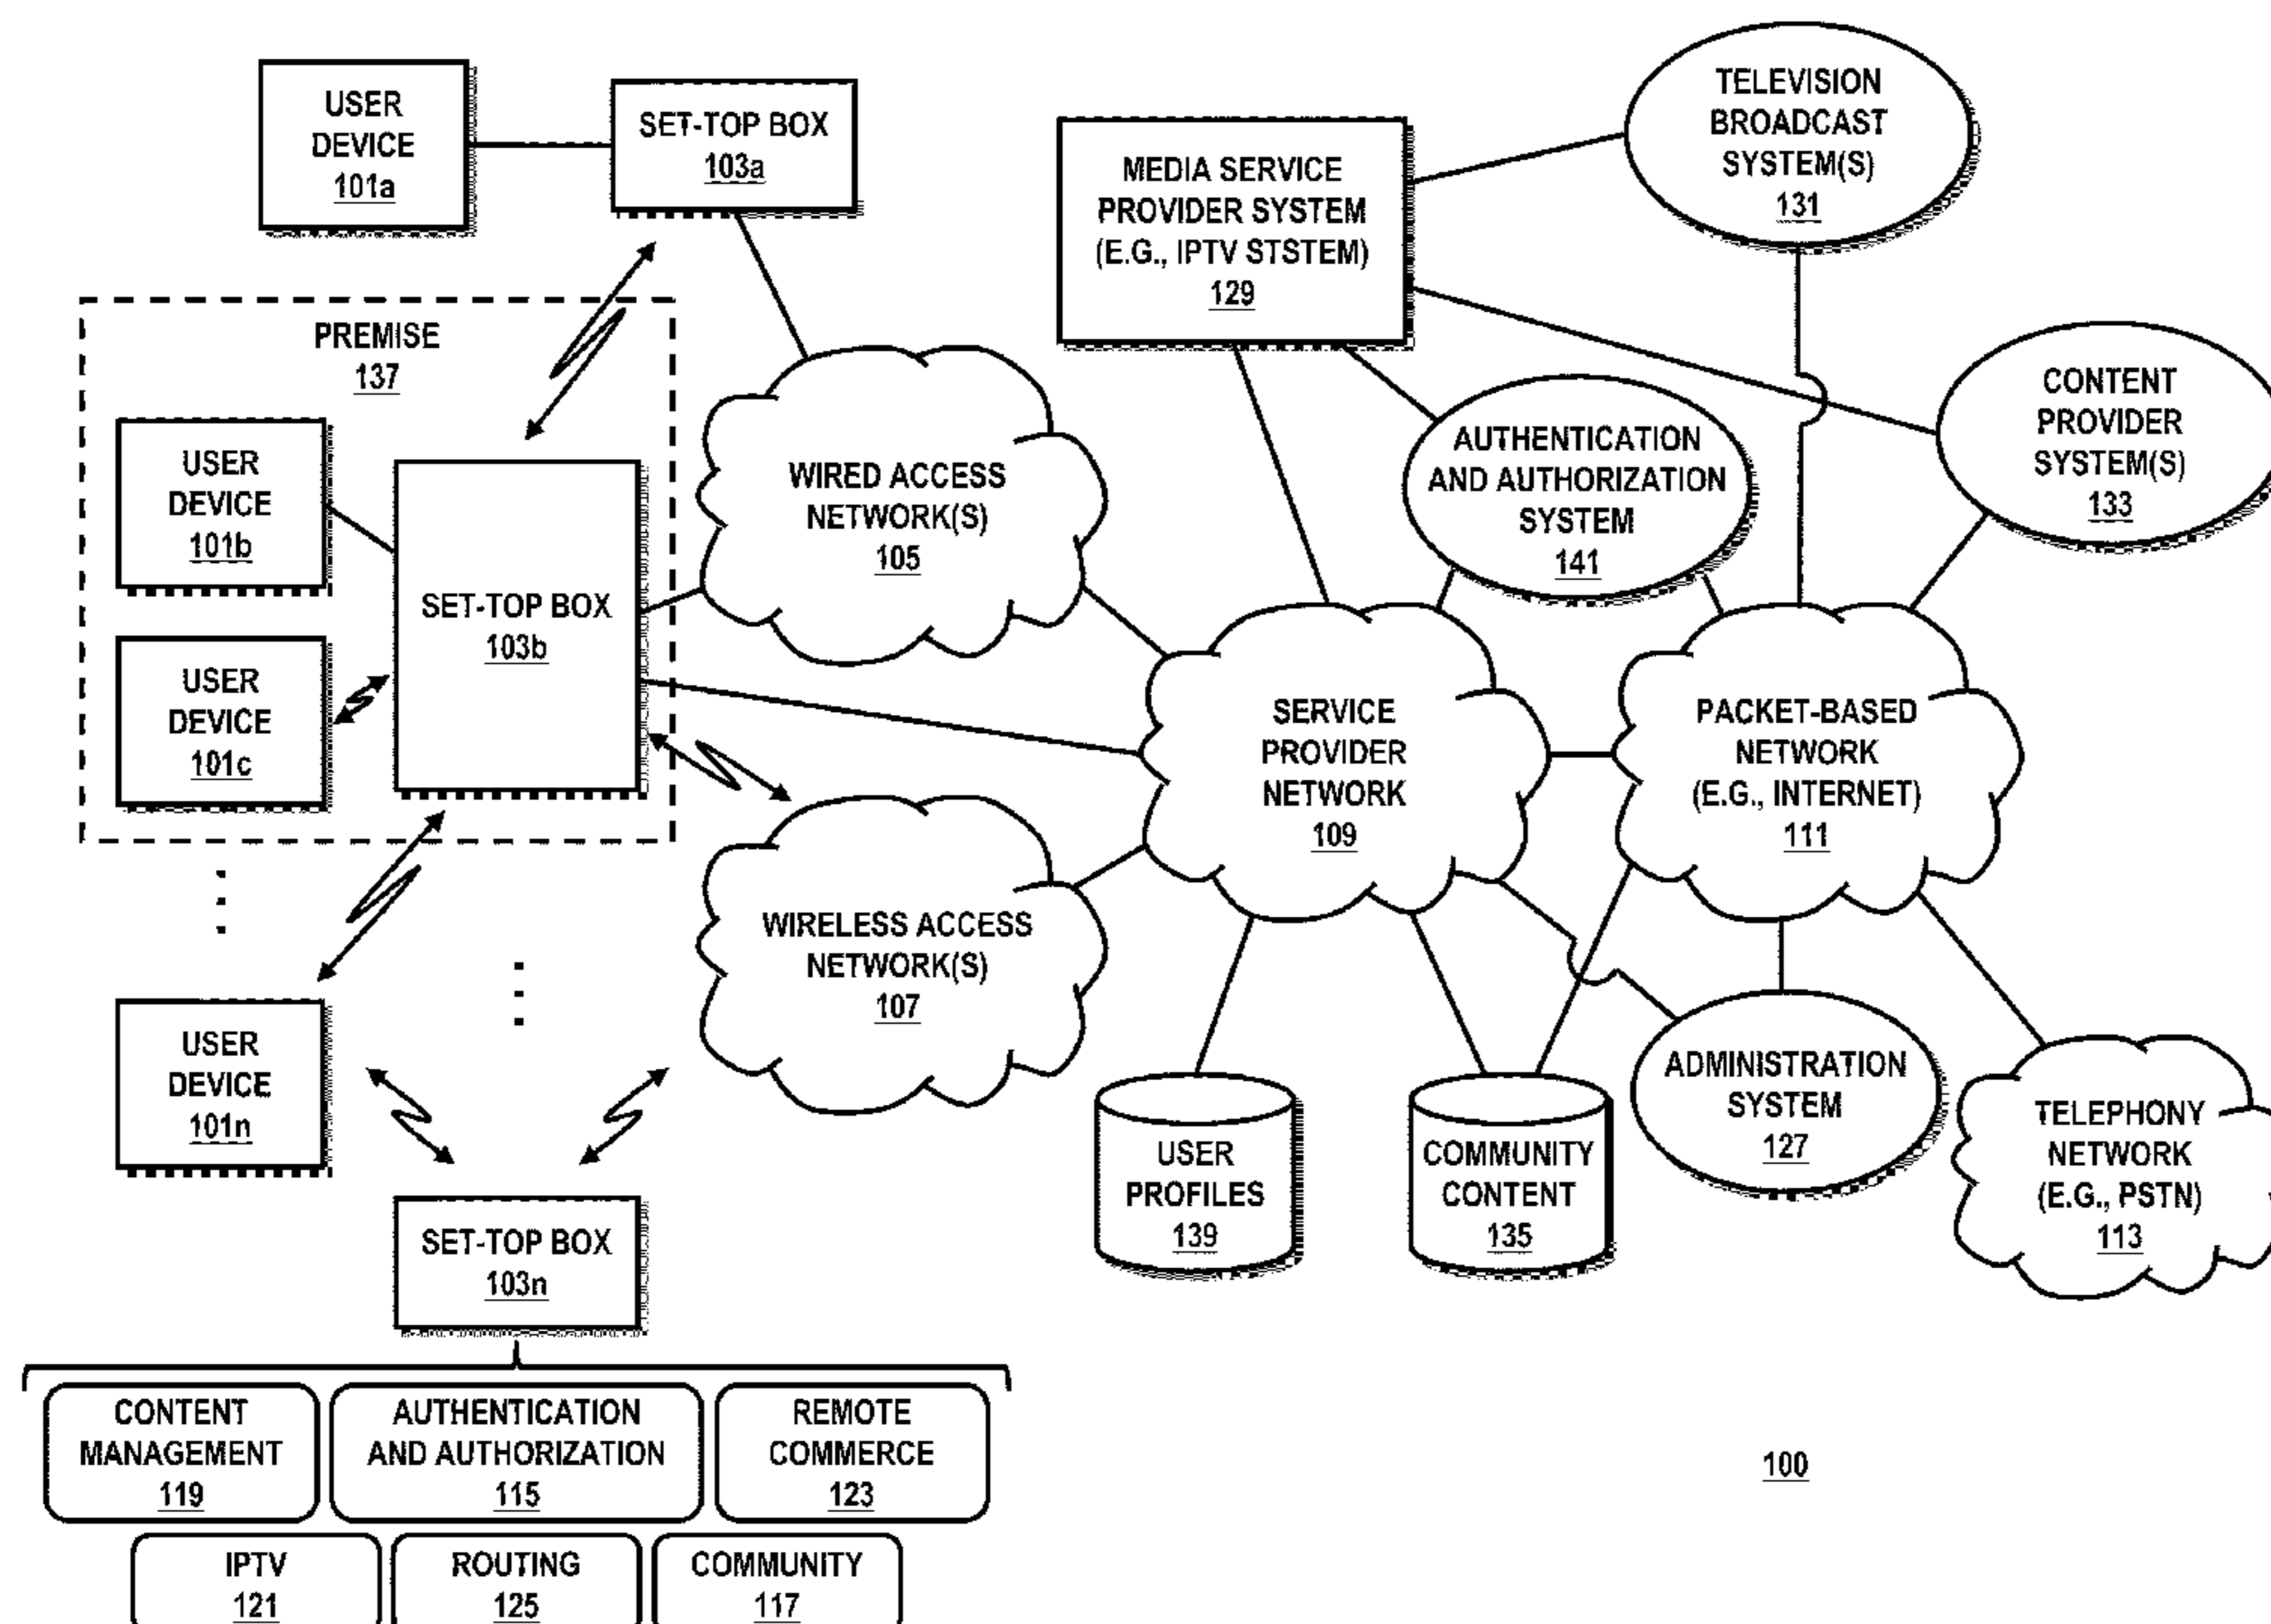 USER
DEVICE
101a
SET-TOP BOX
103a
MEDIA SERVICE
PROVIDER SYSTEM
(E.G., IPTV STSTEM)
129
TELEVISION
BROADCAST
SYSTEM(S)
131
PREMISE
137
USER
DEVICE
101b
SET-TOP BOX
103b
USER
DEVICE
101c
WIRED ACCESS
NETWORK(S)
105
AUTHENTICATION
AND AUTHORIZATION
SYSTEM
141
CONTENT
PROVIDER
SYSTEM(S)
133
SERVICE
PROVIDER
NETWORK
109
PACKET-BASED
NETWORK
(E.G., INTERNET)
111
WIRELESS ACCESS
NETWORK(S)
107
USER
DEVICE
101n
SET-TOP BOX
103n
USER
PROFILES
139
COMMUNITY
CONTENT
135
ADMINISTRATION
SYSTEM
127
TELEPHONY
NETWORK
(E.G., PSTN)
113
CONTENT
MANAGEMENT
119
AUTHENTICATION
AND AUTHORIZATION
115
REMOTE
COMMERCE
123
IPTV
121
ROUTING
125
COMMUNITY
117
100